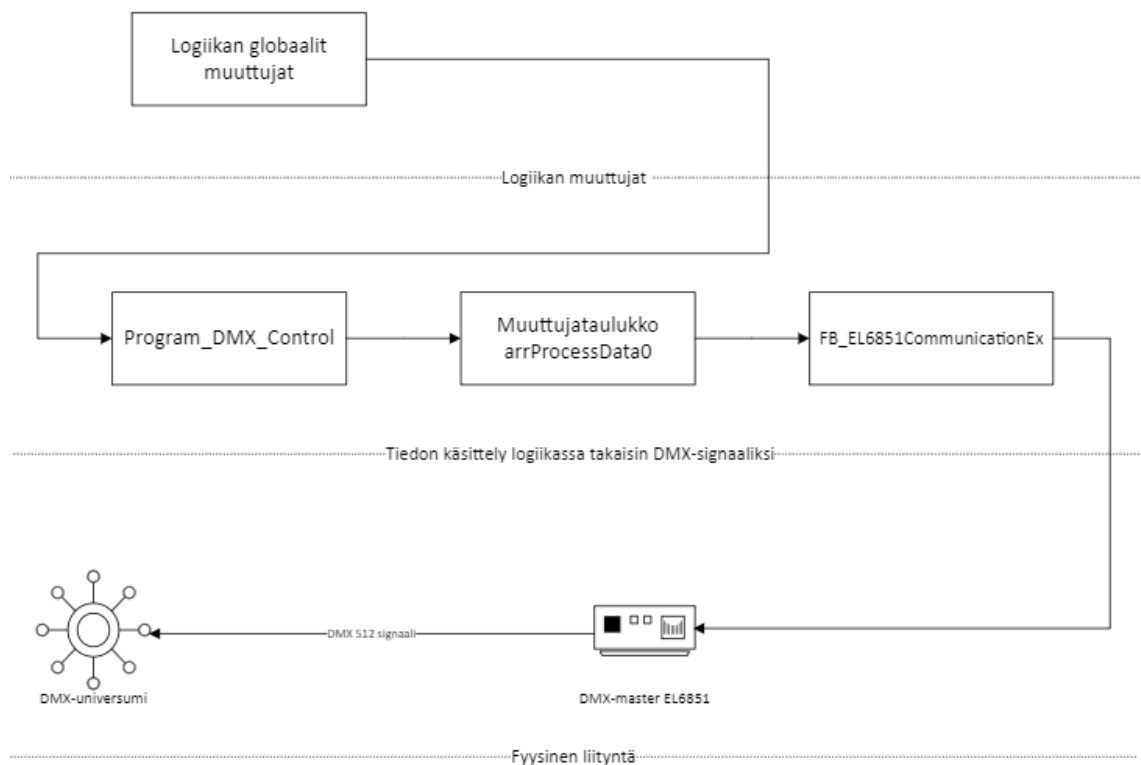 Logiikan globaalit
muuttujat
Logiikan muuttujat
Program_DMX_Control
Muuttujataulukko
arrProcessData0
FB_EL6851CommunicationEx
Tiedon käsittely logiikassa takaisin DMX-signaaliksi
DMX 512 signaali
DMX-universumi
DMX-master EL6851
Fyysinen liityntä